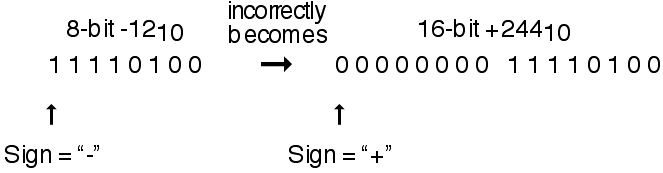 8-bit -12₁₀
incorrectly
becomes
16-bit +244₁₀
1 1 1 1 0 1 0 0
0 0 0 0 0 0 0 0 1 1 1 1 0 1 0 0
Sign = “-”
Sign = “+”